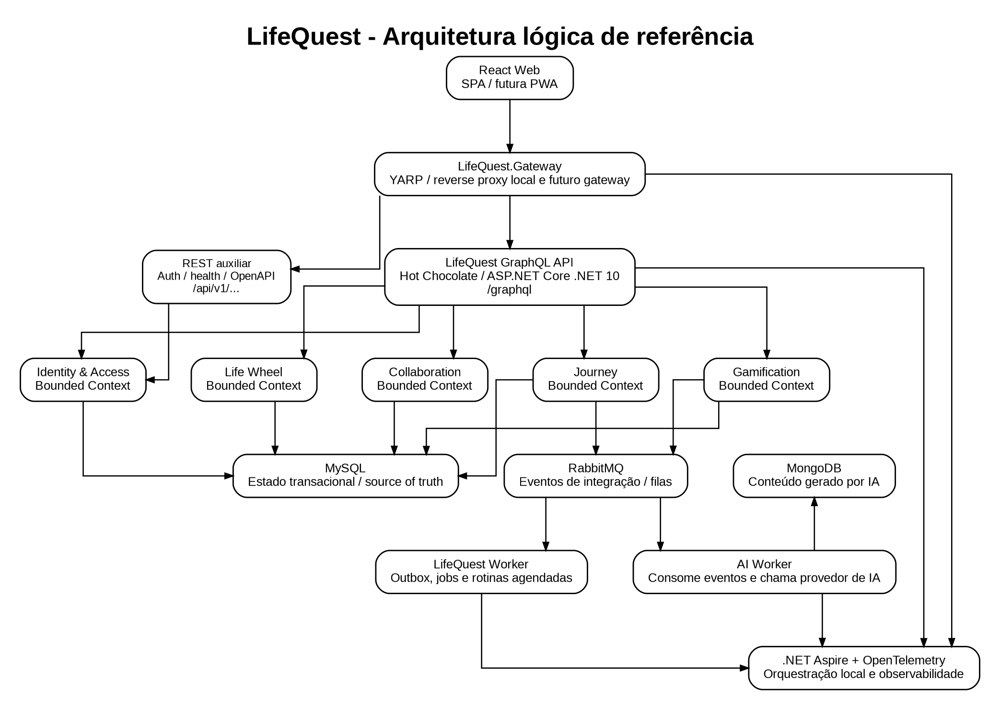 LifeQuest - Arquitetura lógica de referência
React Web
SPA / futura PWA
LifeQuest.Gateway
YARP / reverse proxy local e futuro gateway
REST auxiliar
Auth / health / OpenAPI
/api/v1/...
LifeQuest GraphQL API
Hot Chocolate / ASP.NET Core .NET 10
/graphql
Identity & Access
Bounded Context
Life Wheel
Bounded Context
Collaboration
Bounded Context
Journey
Bounded Context
Gamification
Bounded Context
MySQL
Estado transacional / source of truth
RabbitMQ
Eventos de integração / filas
MongoDB
Conteúdo gerado por IA
LifeQuest Worker
Outbox, jobs e rotinas agendadas
AI Worker
Consome eventos e chama provedor de IA
.NET Aspire + OpenTelemetry
Orquestração local e observabilidade